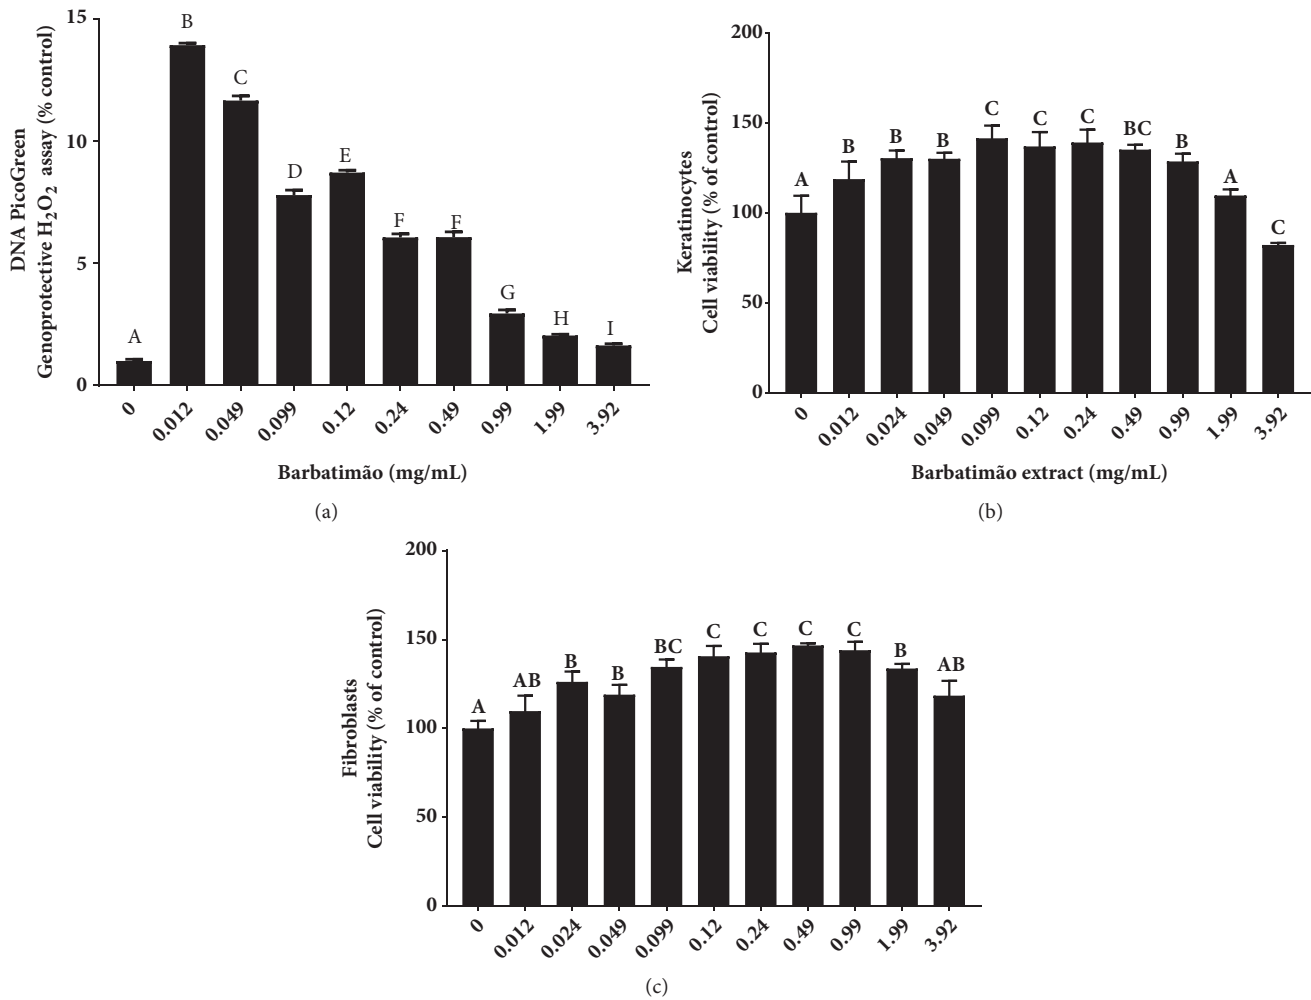 DNA PicoGreen
Genoprotective H₂O₂ assay (% control)
15
10
5
0
A
B
C
D
E
F
F
G
H
I
0
0.012
0.049
0.099
0.12
0.24
0.49
0.99
1.99
3.92
Barbatimão (mg/mL)
(a)
Keratinocytes
Cell viability (% of control)
200
150
100
50
0
A
B
B
B
C
C
C
BC
B
A
C
0
0.012
0.024
0.049
0.099
0.12
0.24
0.49
0.99
1.99
3.92
Barbatimão extract (mg/mL)
(b)
Fibroblasts
Cell viability (% of control)
200
150
100
50
0
A
AB
B
B
BC
C
C
C
C
B
AB
0
0.012
0.024
0.049
0.099
0.12
0.24
0.49
0.99
1.99
3.92
(c)